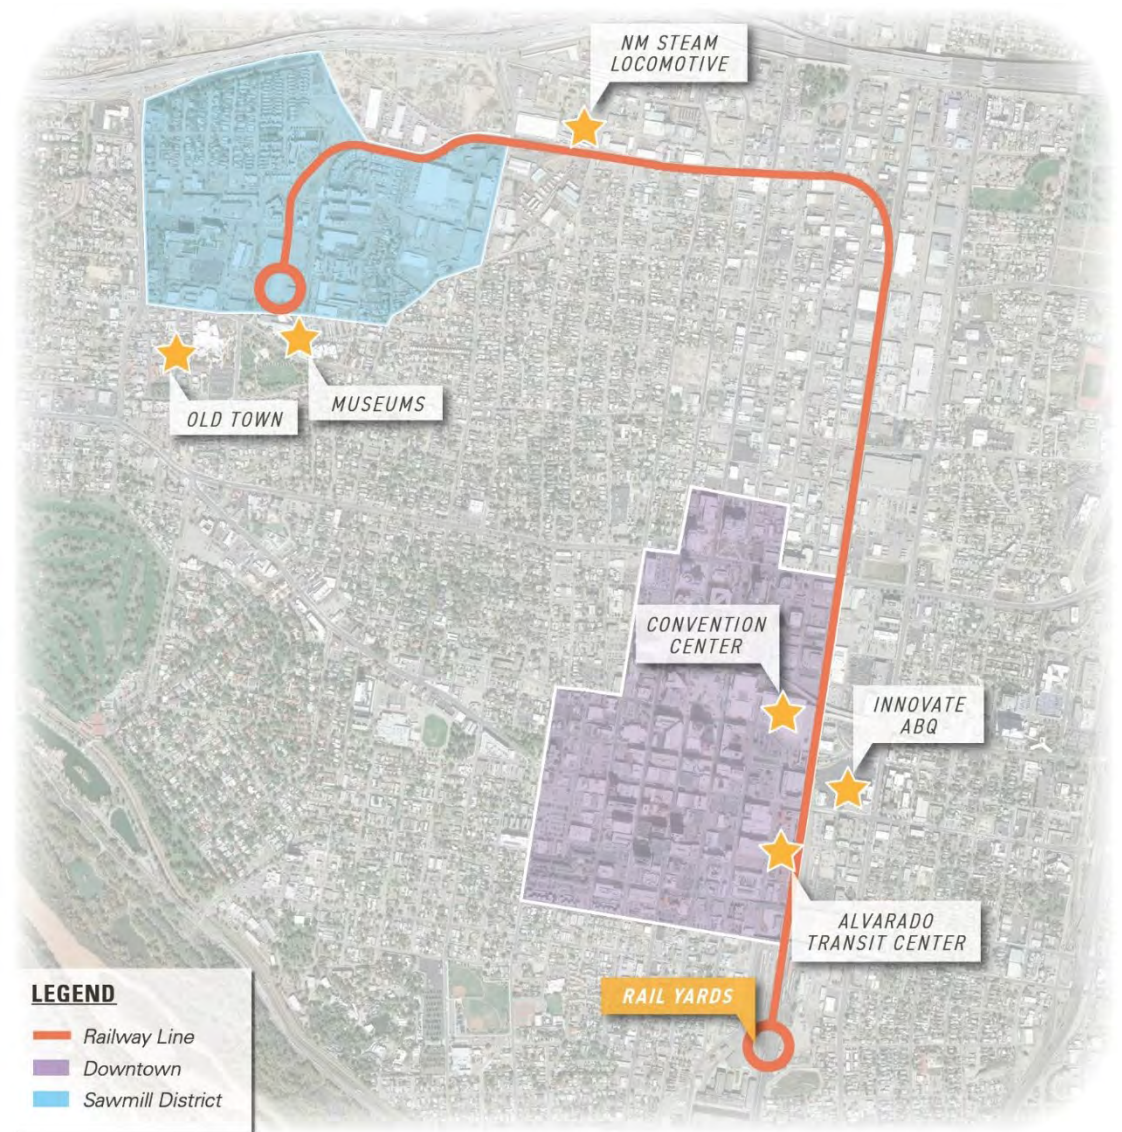 NM STEAM
LOCOMOTIVE
OLD TOWN
MUSEUMS
CONVENTION
CENTER
INNOVATE
ABQ
ALVARADO
TRANSIT CENTER
RAIL YARDS
LEGEND
Railway Line
Downtown
Sawmill District